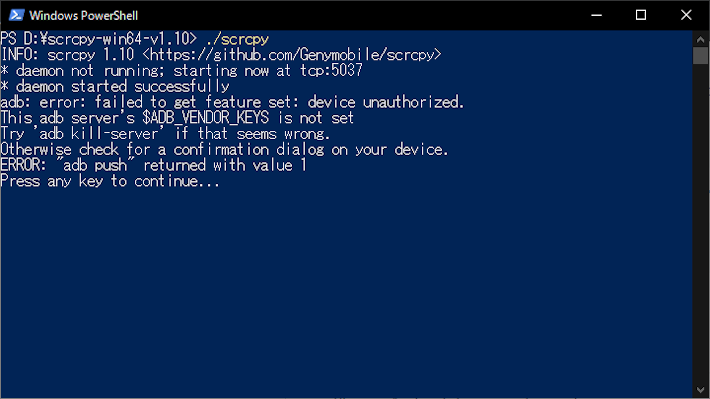 Windows PowerShell
PS D:¥scrcpy-win64-v1.10> ./scrcpy
INFO: scrcpy 1.10 <https://github.com/Genymobile/scrcpy>
* daemon not running; starting now at tcp:5037
* daemon started successfully
adb: error: failed to get feature set: device unauthorized.
This adb server's $ADB_VENDOR_KEYS is not set
Try 'adb kill-server' if that seems wrong.
Otherwise check for a confirmation dialog on your device.
ERROR: "adb push" returned with value 1
Press any key to continue...